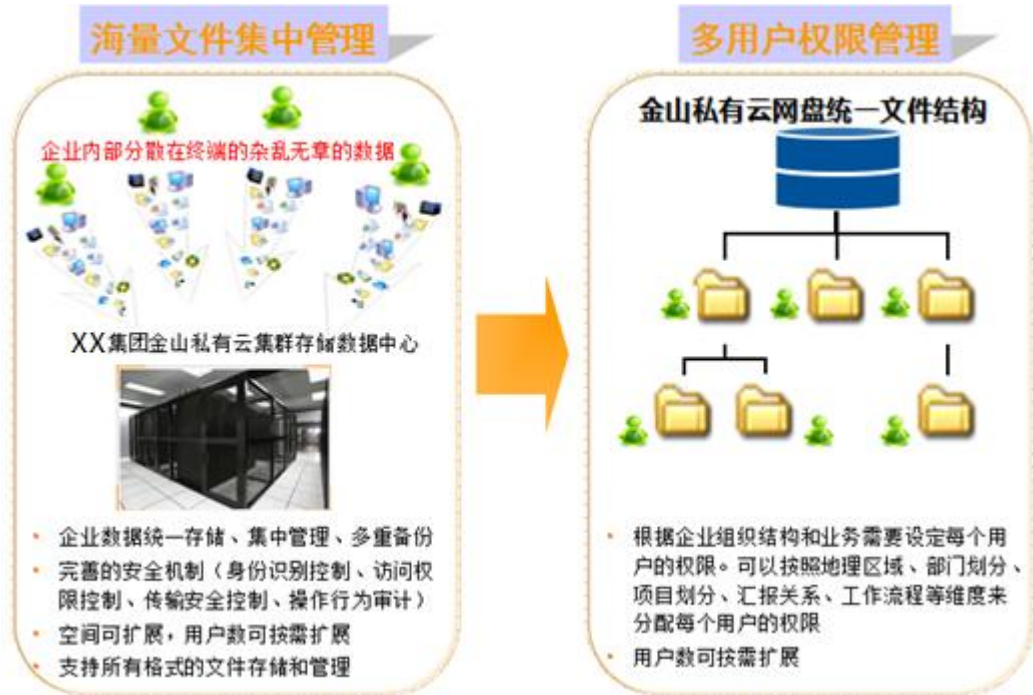 海量文件集中管理
企业内部分散在终端的杂乱无章的数据
XX集团金山私有云集群存储数据中心
• 企业数据统一存储、集中管理、多重备份
• 完善的安全机制（身份识别控制、访问权
限控制、传输安全控制、操作行为审计）
• 空间可扩展，用户数可按需扩展
• 支持所有格式的文件存储和管理
多用户权限管理
金山私有云网盘统一文件结构
• 根据企业组织结构和业务需要设定每个用
户的权限。可以按照地理区域、部门划分、
项目划分、汇报关系、工作流程等维度来
分配每个用户的权限
• 用户数可按需扩展